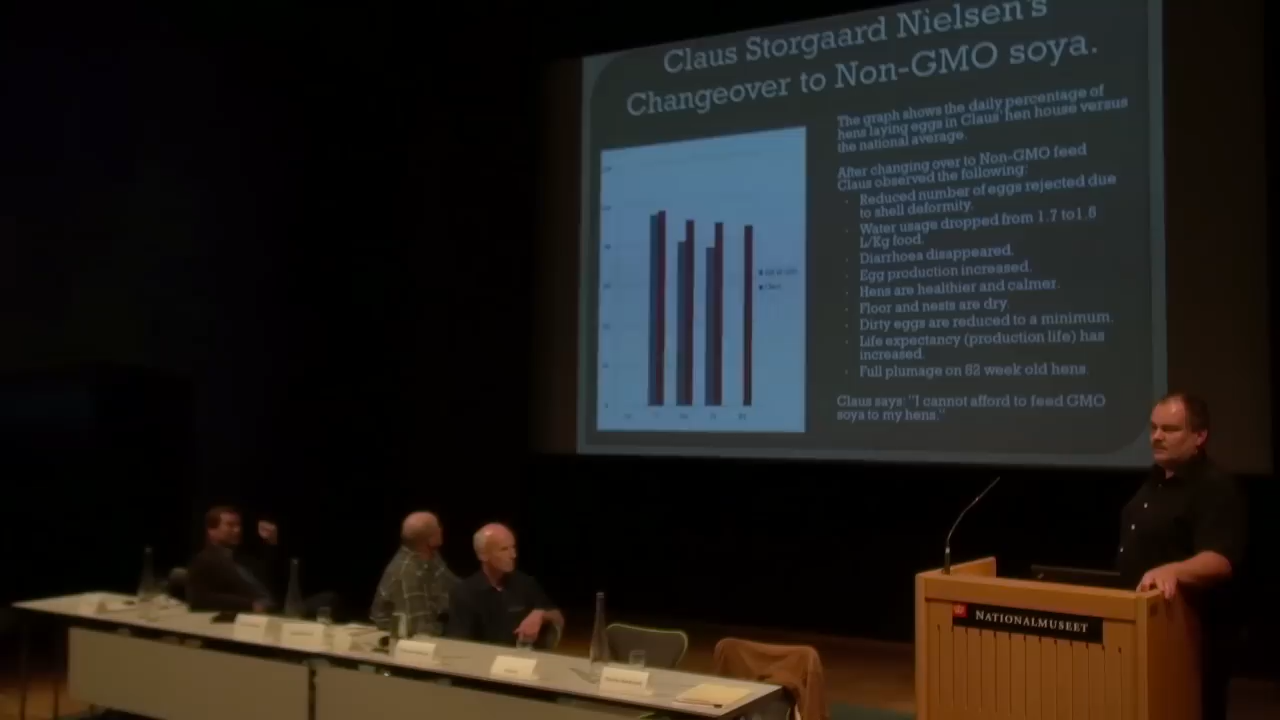 Claus Storgaard Nielsen's
Changeover to Non-GMO soya.
The graph shows the daily percentage of
hens laying eggs in Claus' hen house versus
the national average.
After changing over to Non-GMO feed
Claus observed the following:
· Reduced number of eggs rejected due
to shell deformity.
· Water usage dropped from 1.7 to1.6
L/Kg food.
· Diarrhoea disappeared.
· Egg production increased.
· Hens are healthier and calmer.
· Floor and nests are dry
· Dirty eggs are reduced to a minimum.
· Life expectancy (production life) has
increased.
· Full plumage on 82 week old hens.
Claus says: "I cannot afford to feed GMO
soya to my hens."
NATIONALMUSEET